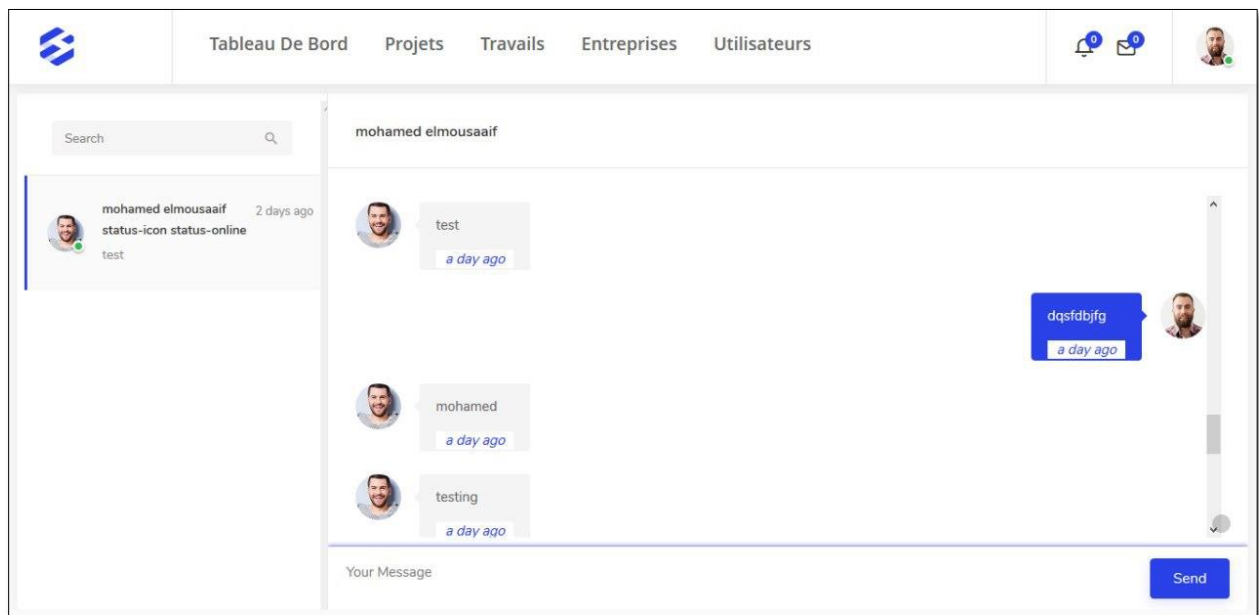 Tableau De Bord Projets Travails Entreprises Utilisateurs 0 0
Search
mohamed elmousaaif 2 days ago
status-icon status-online
test
mohamed elmousaaif
test
a day ago
dqsfdbjfg
a day ago
mohamed
a day ago
testing
a day ago
Your Message
Send